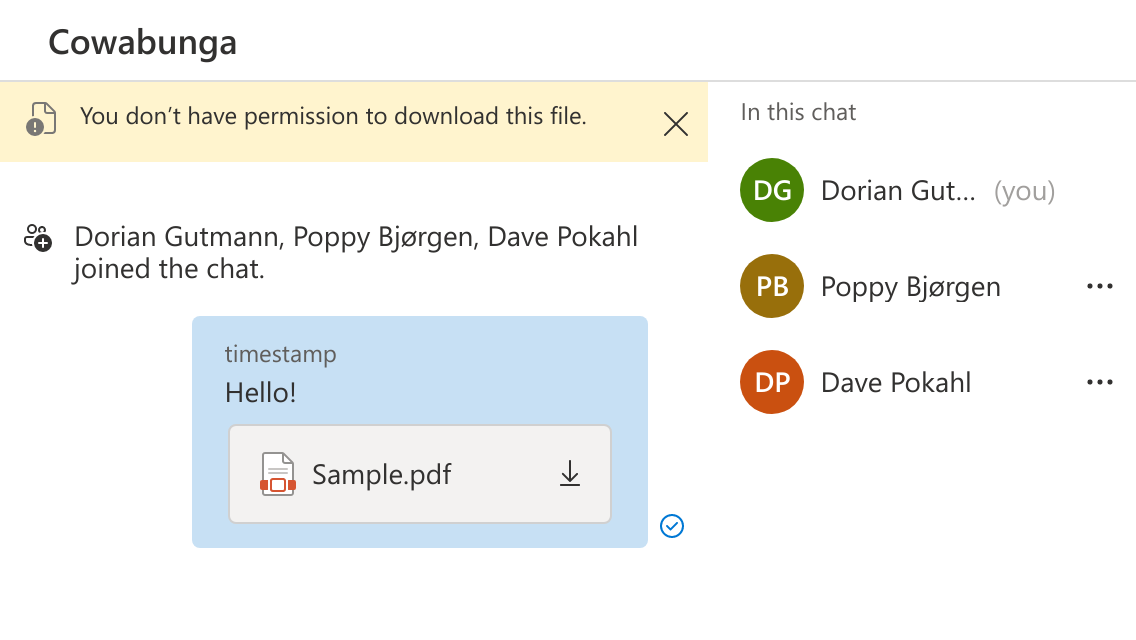 Cowabunga
You don’t have permission to download this file.
Dorian Gutmann, Poppy Bjørgen, Dave Pokahl
joined the chat.
timestamp
Hello!
Sample.pdf
In this chat
DG Dorian Gut... (you)
PB Poppy Bjørgen
DP Dave Pokahl